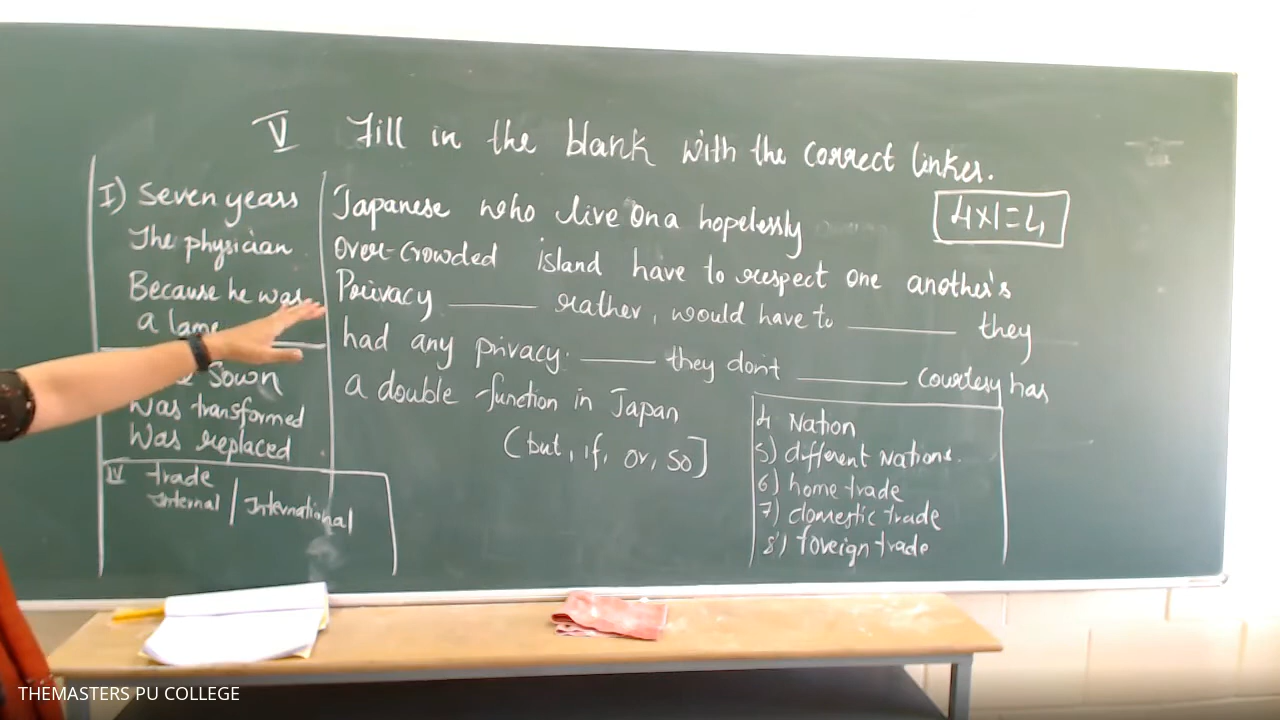 V Fill in the blank with the correct linker.
4x1=4
I) Seven years
The physician
Because he was
a lame
Sown
Was transformed
Was replaced
IV trade
Internal / International
Japanese who live on a hopelessly
over-crowded island have to respect one another's
Privacy ______ rather, would have to ______ they
had any privacy. ______ they don't ______ courtesy has
a double function in Japan
(but, if, or, so]
4 Nation
5) different Nations.
6) home trade
7) domestic trade
8) foreign trade
THEMASTERS PU COLLEGE